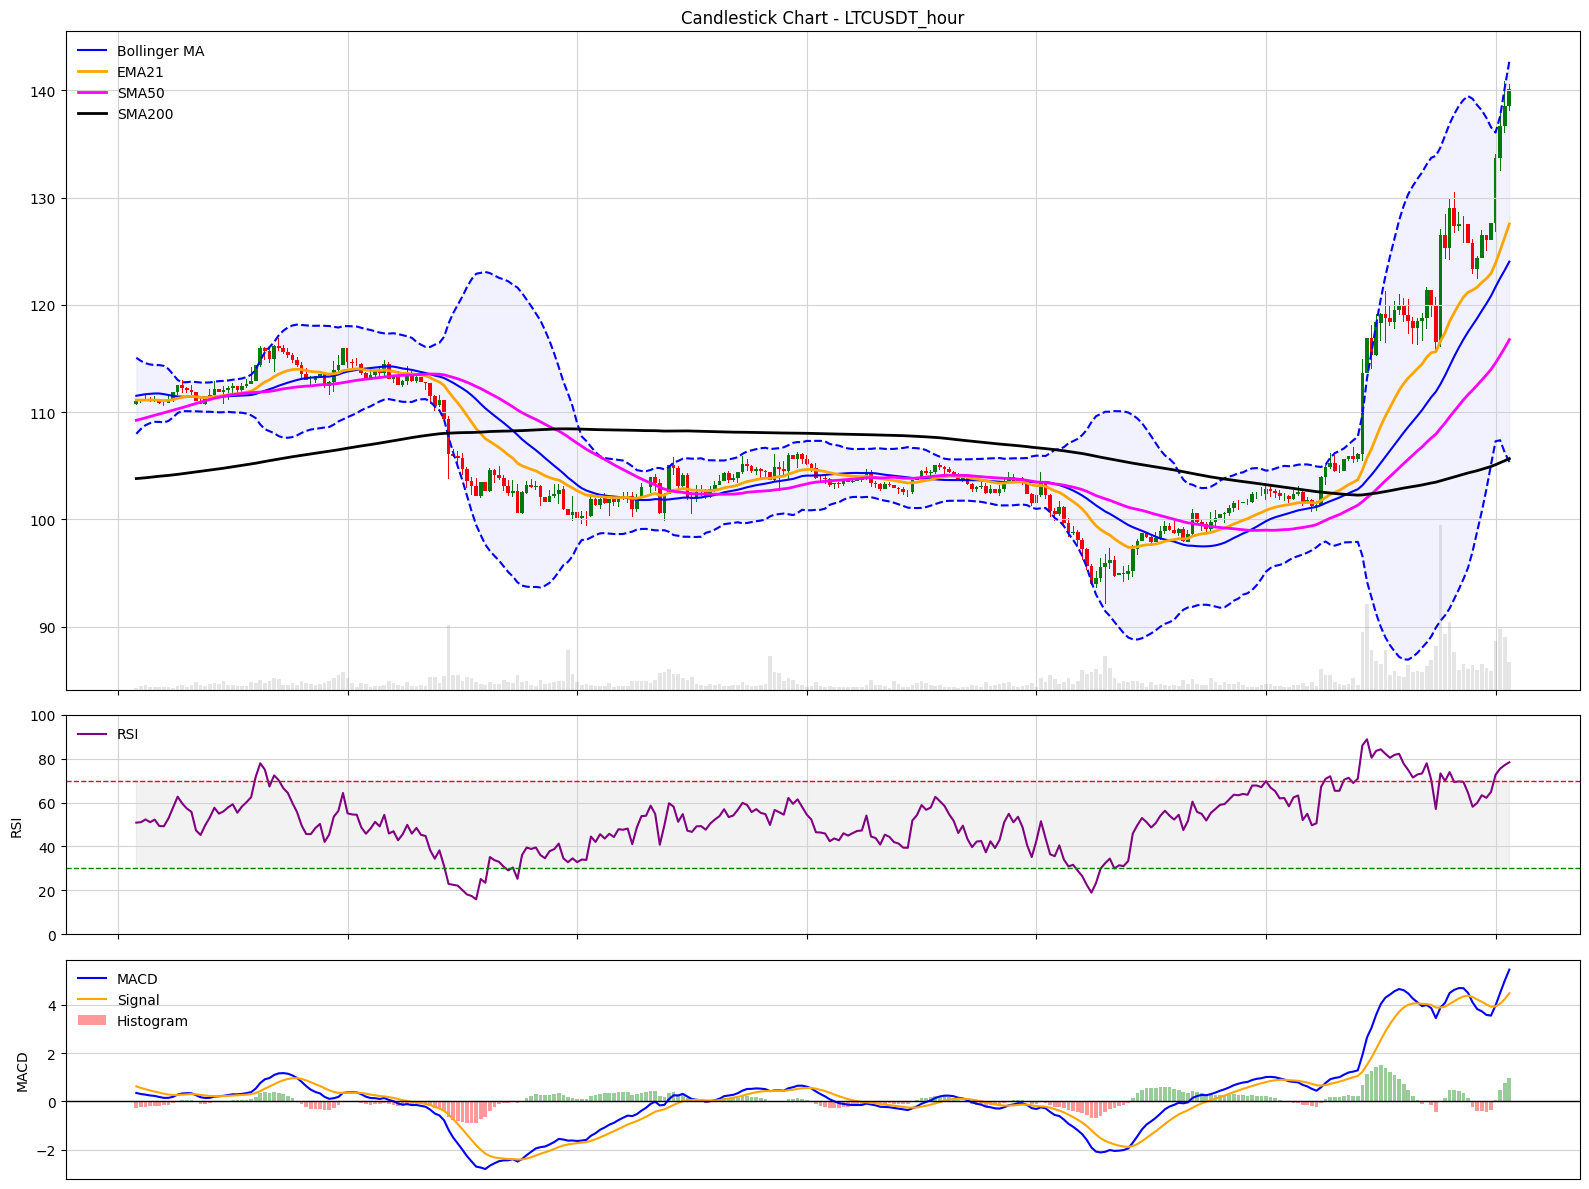 Candlestick Chart - LTCUSDT_hour
Bollinger MA
EMA21
SMA50
SMA200
140
130
120
110
100
90
RSI
100
80
60
40
20
0
RSI
MACD
Signal
Histogram
4
2
0
−2
MACD